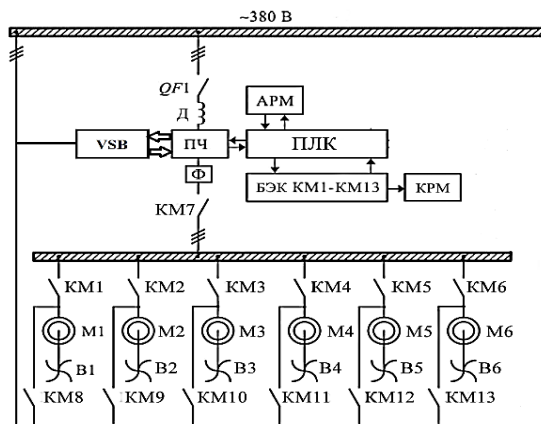 ~380 В
QF1
Д
АРМ
VSB
ПЧ
ПЛК
Ф
БЭК КМ1-КМ13
КРМ
КМ7
КМ1 КМ2 КМ3 КМ4 КМ5 КМ6
М1 М2 М3 М4 М5 М6
В1 В2 В3 В4 В5 В6
КМ8 КМ9 КМ10 КМ11 КМ12 КМ13